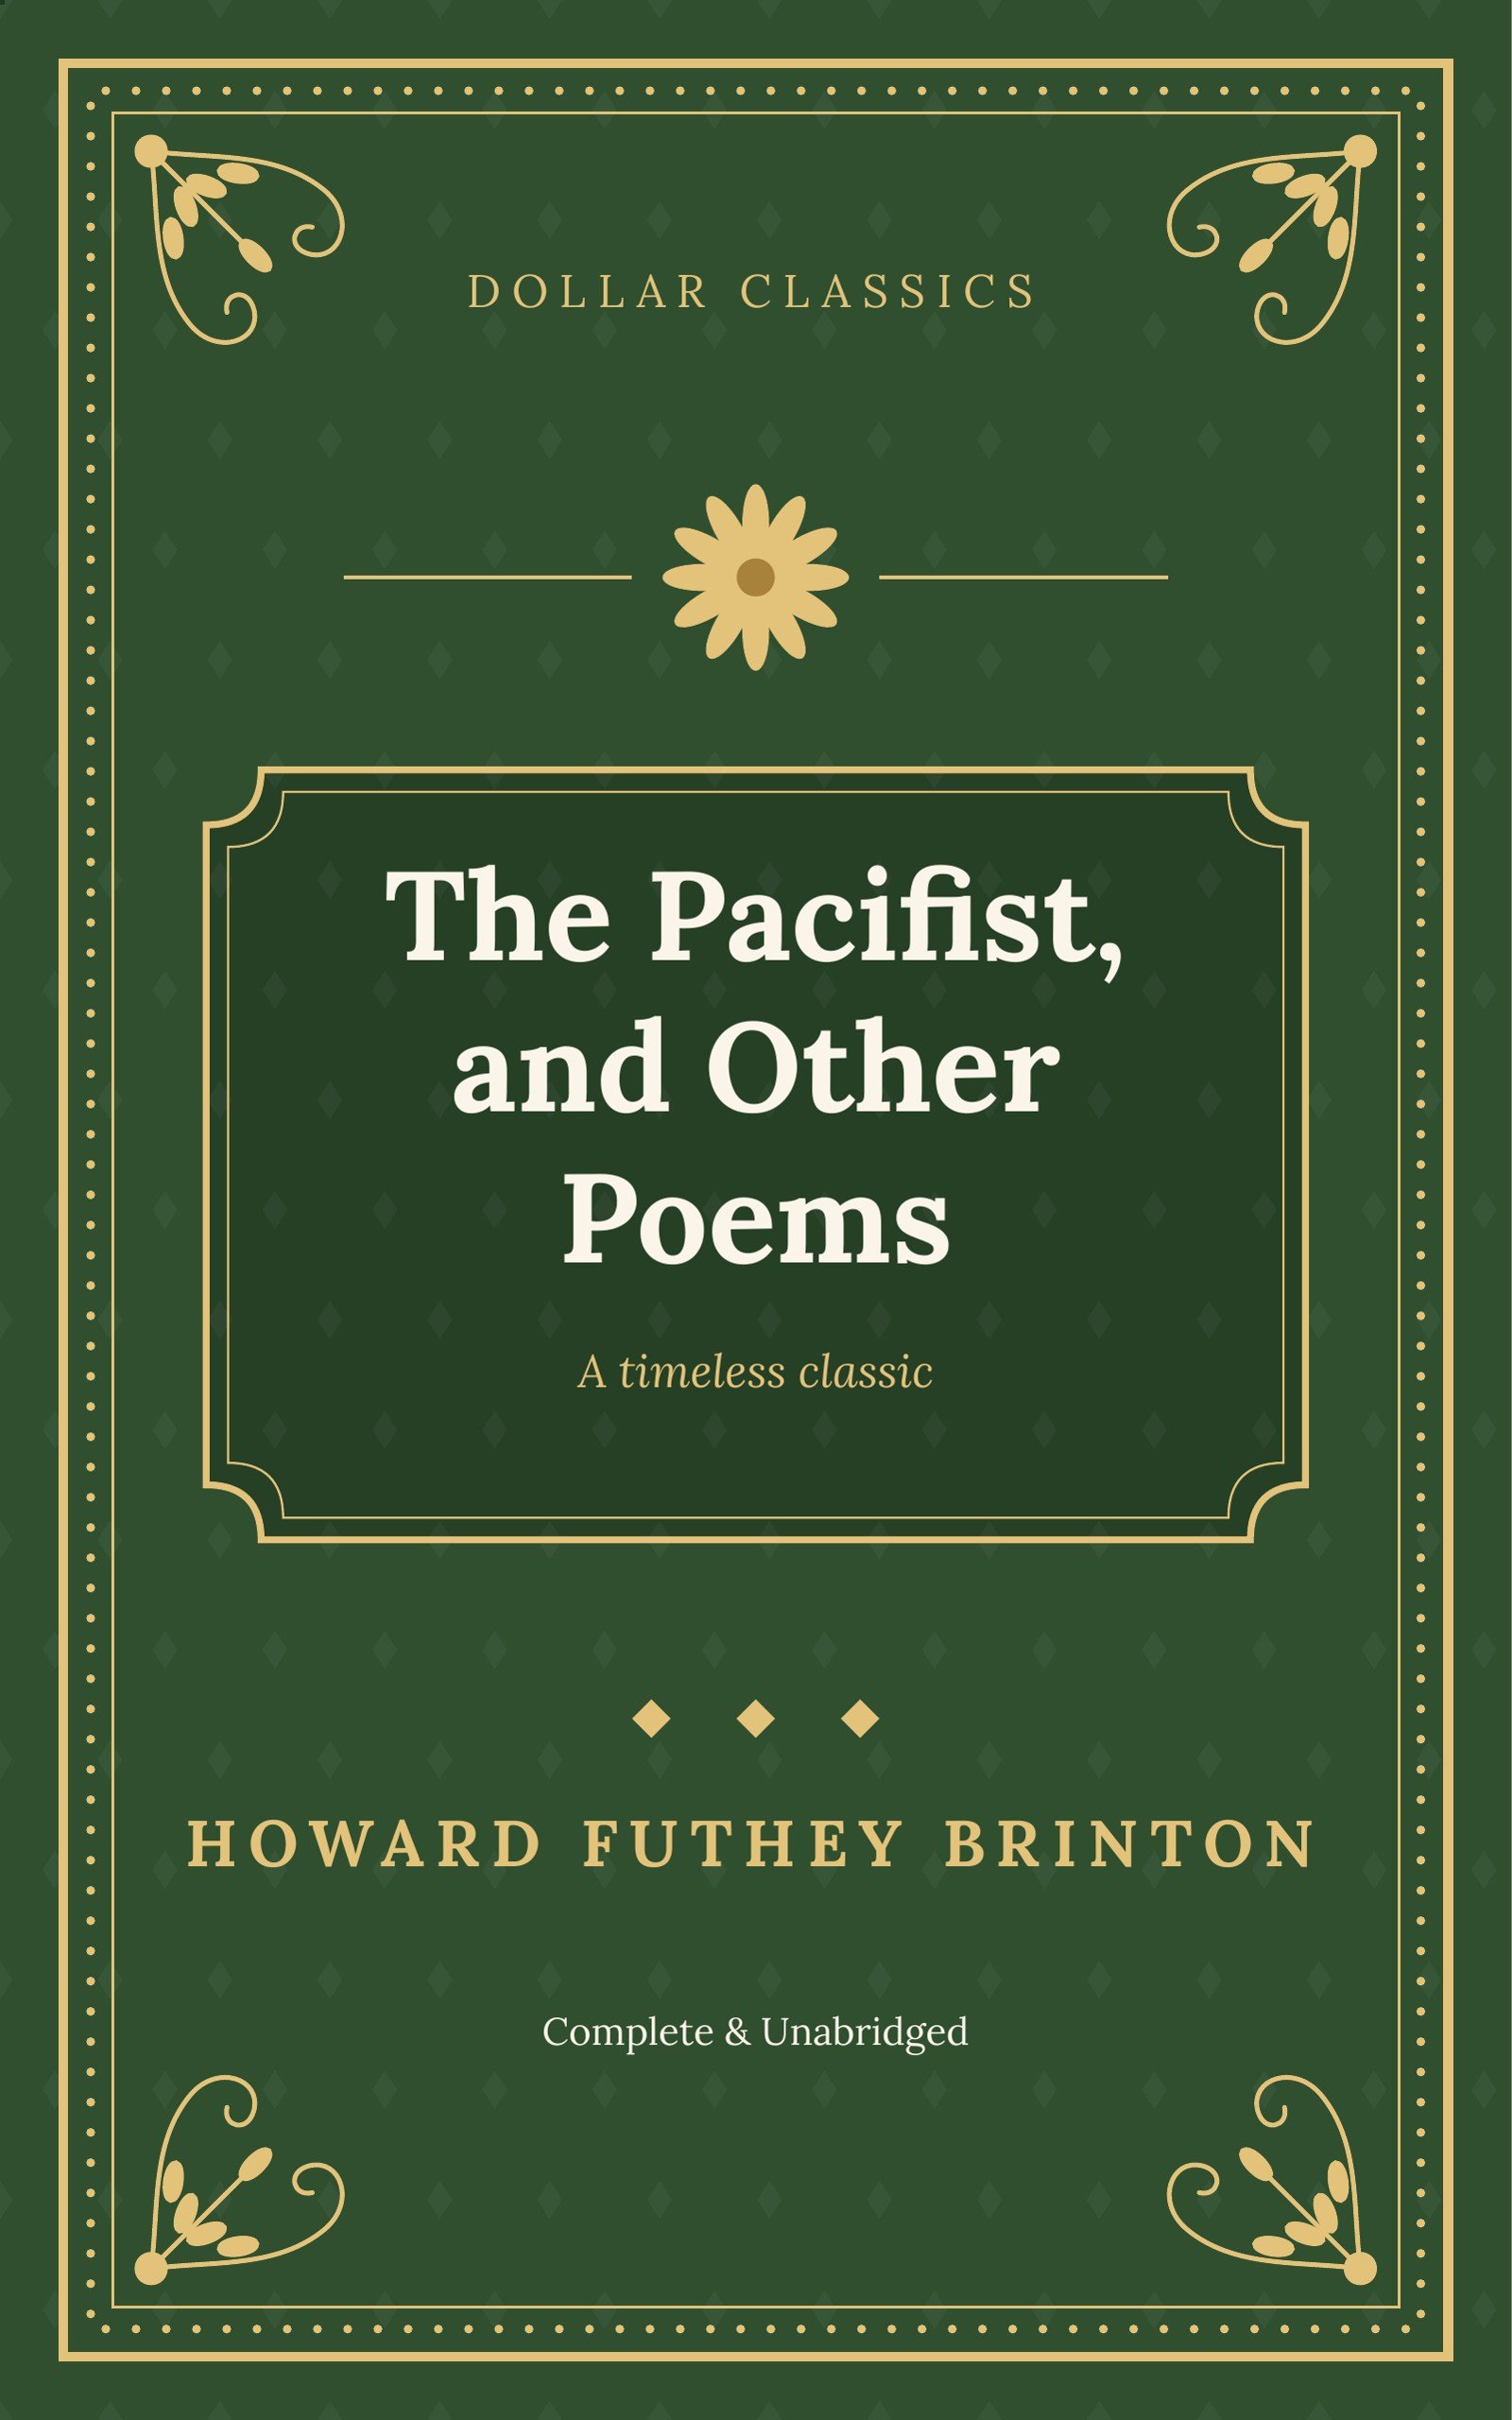 DOLLAR CLASSICS
The Pacifist,
and Other
Poems
A timeless classic
HOWARD FUTHEY BRINTON
Complete & Unabridged